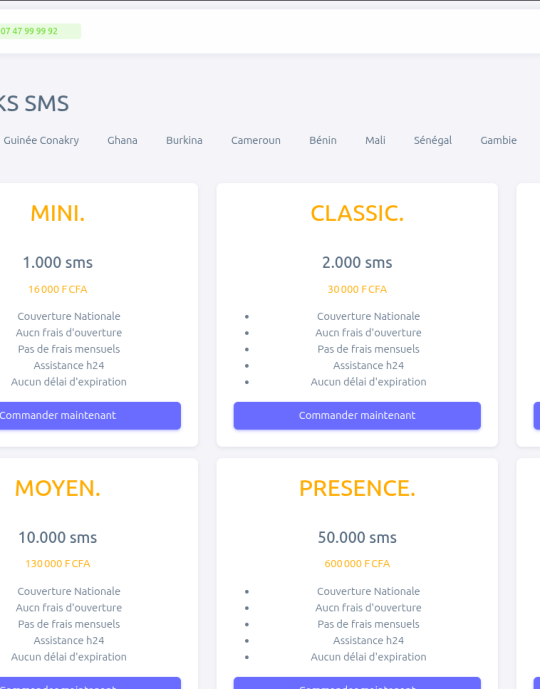 07 47 99 99 92
KS SMS
Guinée Conakry Ghana Burkina Cameroun Bénin Mali Sénégal Gambie
MINI.
1.000 sms
16 000 F CFA
Couverture Nationale
Aucn frais d'ouverture
Pas de frais mensuels
Assistance h24
Aucun délai d'expiration
Commander maintenant
CLASSIC.
2.000 sms
30 000 F CFA
Couverture Nationale
Aucn frais d'ouverture
Pas de frais mensuels
Assistance h24
Aucun délai d'expiration
Commander maintenant
MOYEN.
10.000 sms
130 000 F CFA
Couverture Nationale
Aucn frais d'ouverture
Pas de frais mensuels
Assistance h24
Aucun délai d'expiration
Commander maintenant
PRESENCE.
50.000 sms
600 000 F CFA
Couverture Nationale
Aucn frais d'ouverture
Pas de frais mensuels
Assistance h24
Aucun délai d'expiration
Commander maintenant